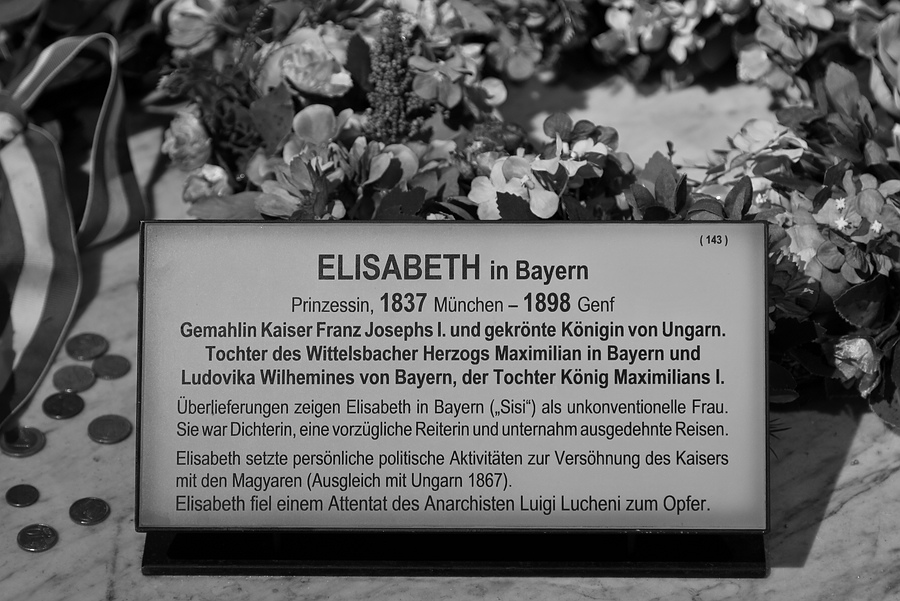 ( 143 )
ELISABETH in Bayern
Prinzessin, 1837 München – 1898 Genf
Gemahlin Kaiser Franz Josephs I. und gekrönte Königin von Ungarn.
Tochter des Wittelsbacher Herzogs Maximilian in Bayern und
Ludovika Wilhemines von Bayern, der Tochter König Maximilians I.
Überlieferungen zeigen Elisabeth in Bayern („Sisi“) als unkonventionelle Frau.
Sie war Dichterin, eine vorzügliche Reiterin und unternahm ausgedehnte Reisen.
Elisabeth setzte persönliche politische Aktivitäten zur Versöhnung des Kaisers
mit den Magyaren (Ausgleich mit Ungarn 1867).
Elisabeth fiel einem Attentat des Anarchisten Luigi Lucheni zum Opfer.